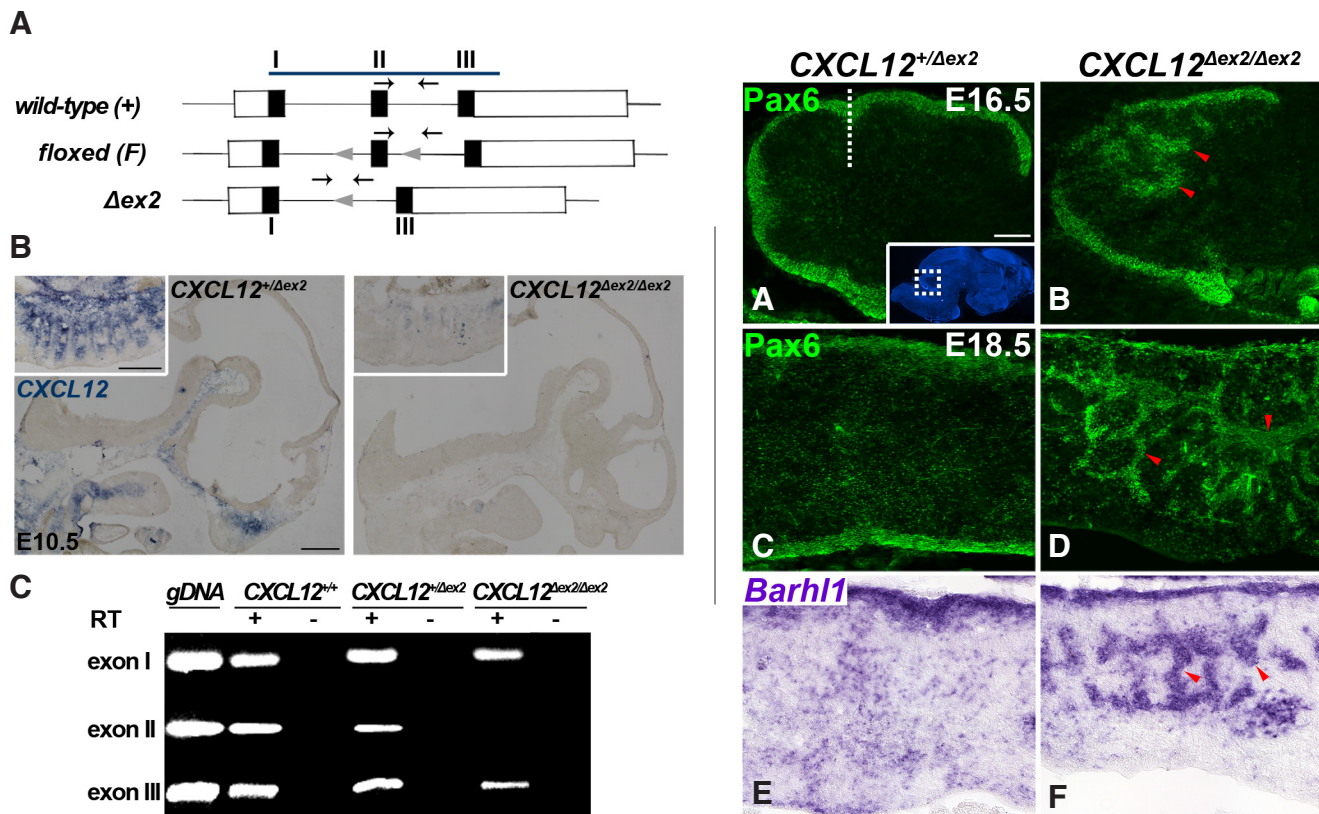 A
I II III
wild-type (+)
floxed (F)
Δex2
I III
B
CXCL12+/Δex2
CXCL12Δex2/Δex2
CXCL12
E10.5
C
gDNA CXCL12+/+ CXCL12+/Δex2 CXCL12Δex2/Δex2
RT + - + - + -
exon I
exon II
exon III
CXCL12+/Δex2 CXCL12Δex2/Δex2
Pax6 E16.5
A B
Pax6 E18.5
C D
Barhl1
E F